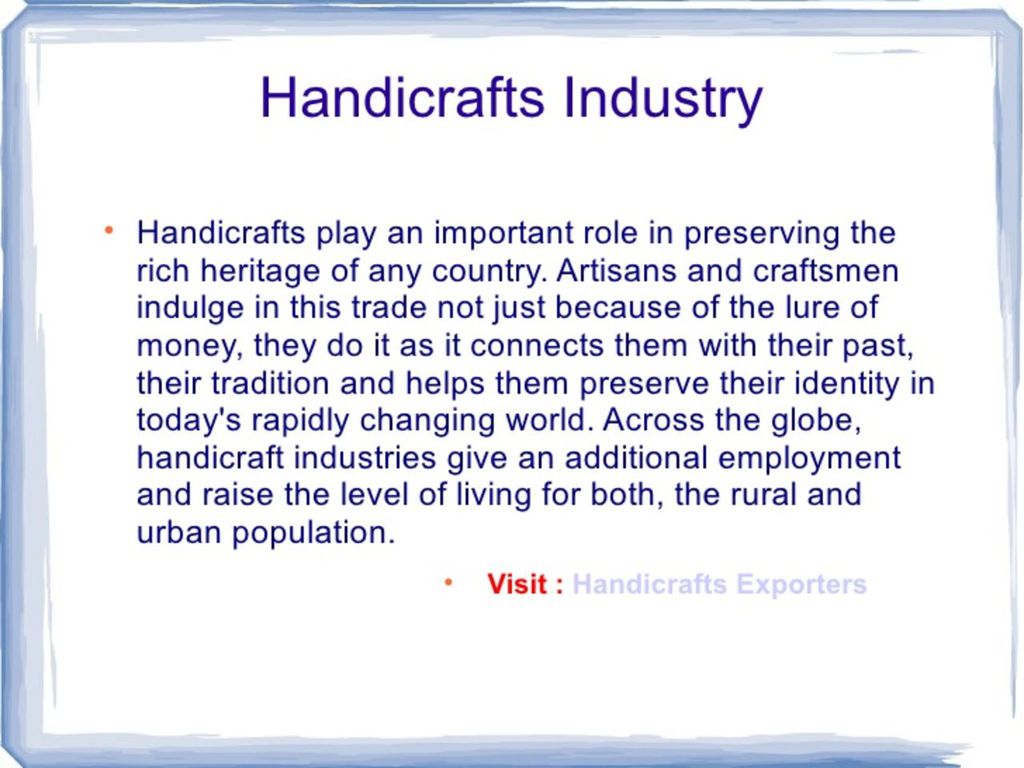 Handicrafts Industry
• Handicrafts play an important role in preserving the
rich heritage of any country. Artisans and craftsmen
indulge in this trade not just because of the lure of
money, they do it as it connects them with their past,
their tradition and helps them preserve their identity in
today's rapidly changing world. Across the globe,
handicraft industries give an additional employment
and raise the level of living for both, the rural and
urban population.
• Visit : Handicrafts Exporters